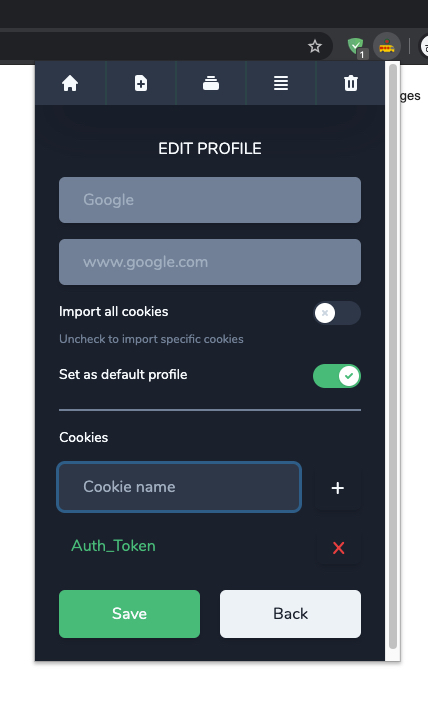 1
ges
EDIT PROFILE
Google
www.google.com
Import all cookies
Uncheck to import specific cookies
Set as default profile
Cookies
Cookie name
Auth_Token
Save
Back